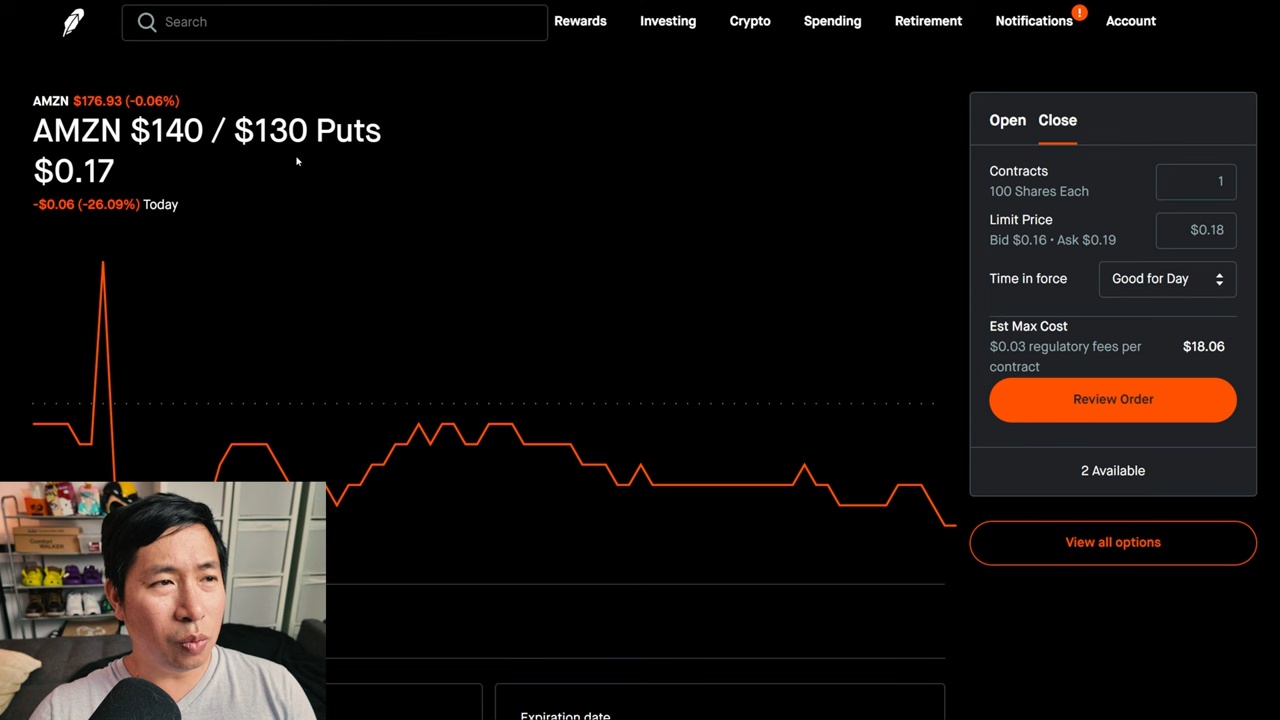 Search
Rewards
Investing
Crypto
Spending
Retirement
Notifications
!
Account
AMZN $176.93 (-0.06%)
AMZN $140 / $130 Puts
$0.17
-$0.06 (-26.09%) Today
Open Close
Contracts
100 Shares Each
1
Limit Price
Bid $0.16 • Ask $0.19
$0.18
Time in force
Good for Day
Est Max Cost
$0.03 regulatory fees per
contract
$18.06
Review Order
2 Available
View all options
Expiration date
Comfort
WALKER